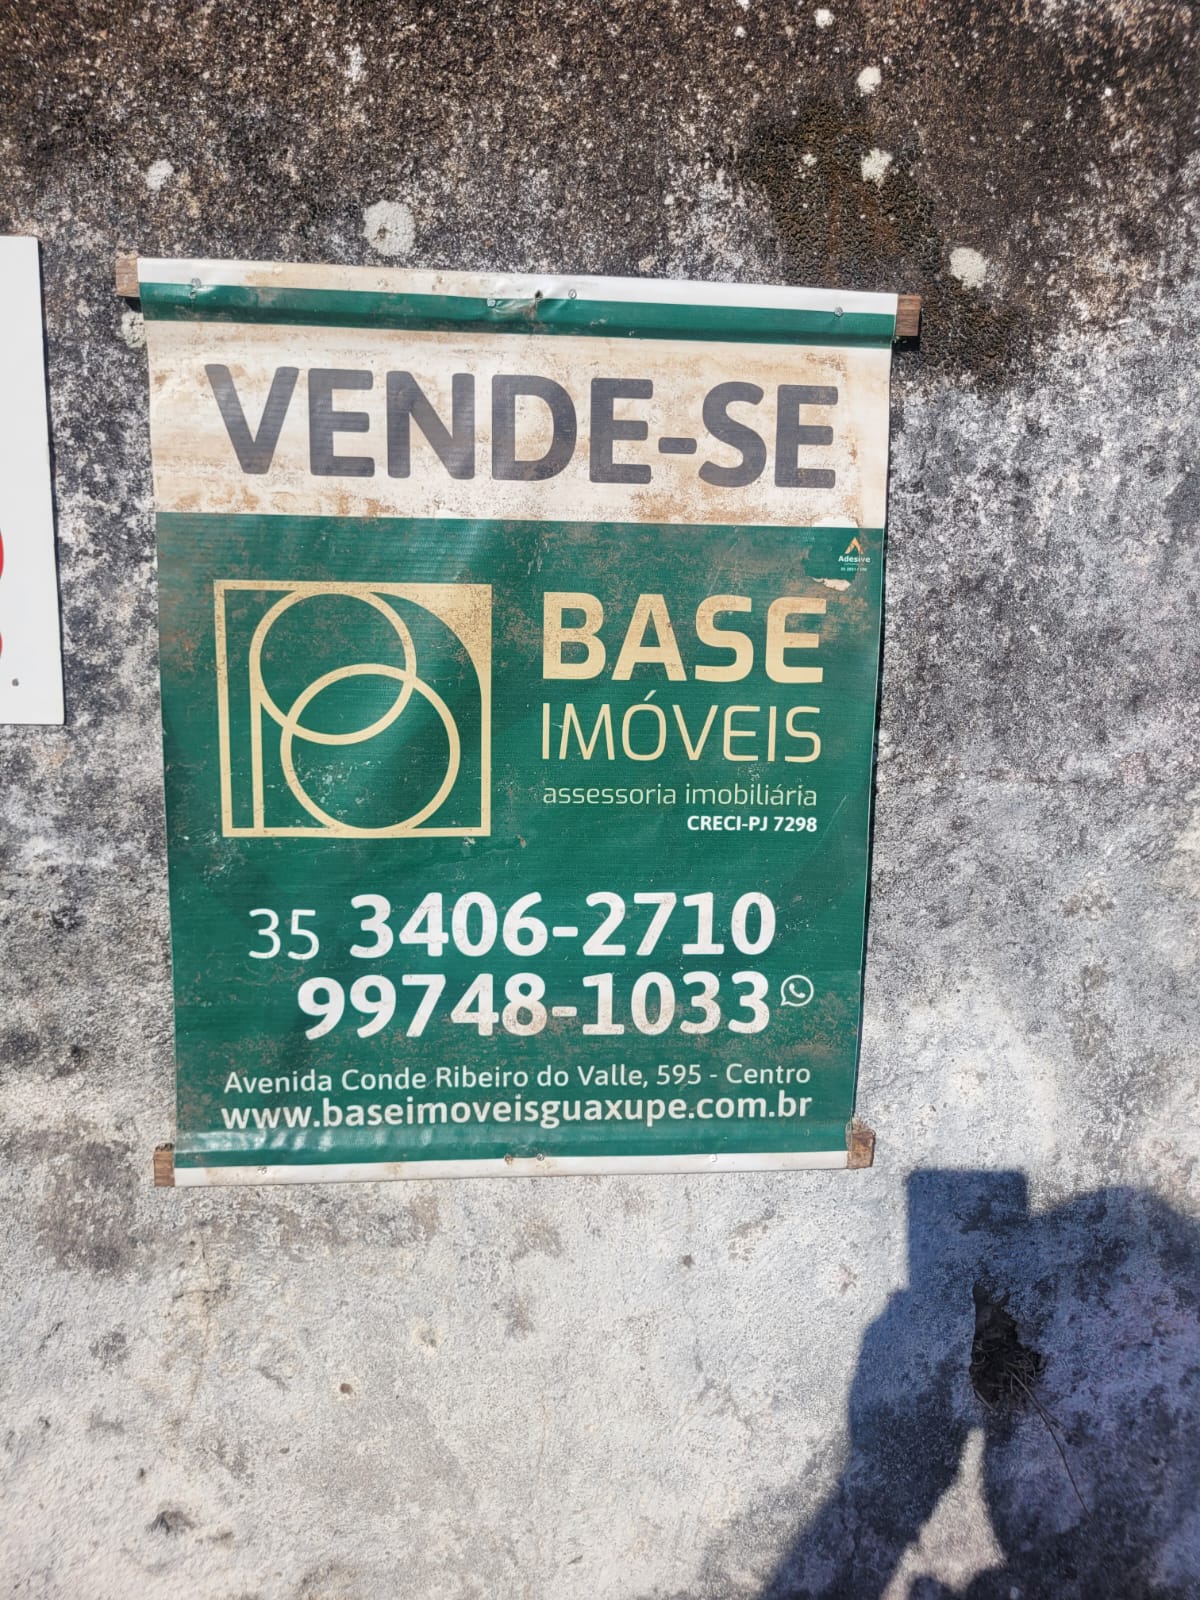 VENDE-SE
Adesive
BASE
IMÓVEIS
assessoria imobiliária
CRECI-PJ 7298
35 3406-2710
99748-1033
Avenida Conde Ribeiro do Valle, 595 - Centro
www.baseimoveisguaxupe.com.br